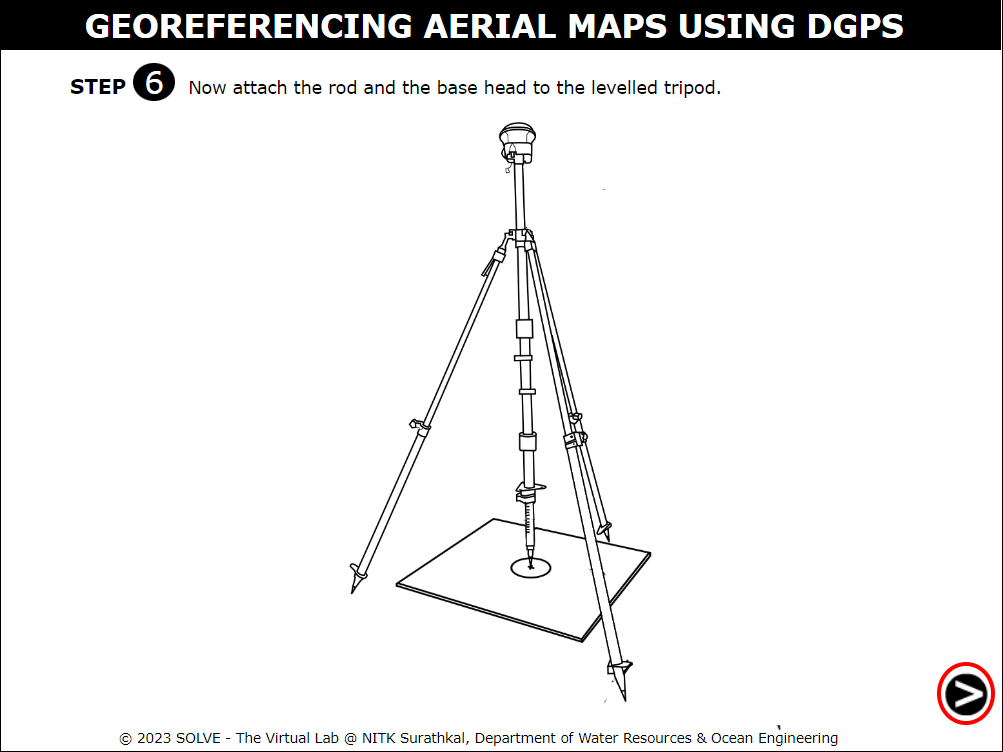 GEOREFERENCING AERIAL MAPS USING DGPS
STEP 6 Now attach the rod and the base head to the levelled tripod.
© 2023 SOLVE - The Virtual Lab @ NITK Surathkal, Department of Water Resources & Ocean Engineering